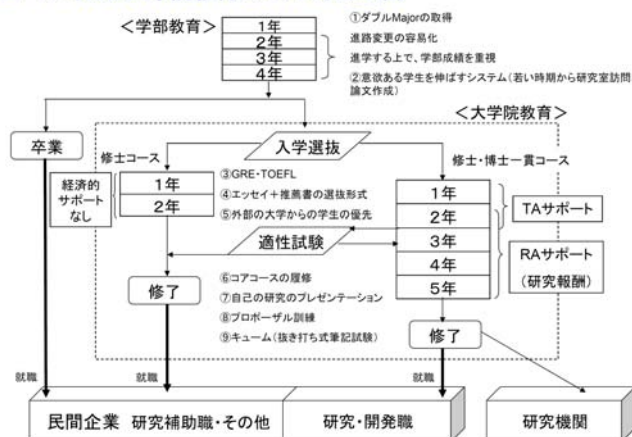 ＜学部教育＞
1年
2年
3年
4年
①ダブルMajorの取得
進路変更の容易化
進学する上で、学部成績を重視
②意欲ある学生を伸ばすシステム（若い時期から研究室訪問
論文作成）
＜大学院教育＞
卒業
入学選抜
修士コース
修士・博士一貫コース
経済的
サポート
なし
1年
2年
③GRE・TOEFL
④エッセイ＋推薦書の選抜形式
⑤外部の大学からの学生の優先
1年
2年
3年
4年
5年
TAサポート
RAサポート
（研究報酬）
適性試験
修了
⑥コアコースの履修
⑦自己の研究のプレゼンテーション
⑧プロポーザル訓練
⑨キューム（抜き打ち式筆記試験）
修了
就職
就職
就職
民間企業 研究補助職・その他
研究・開発職
研究機関